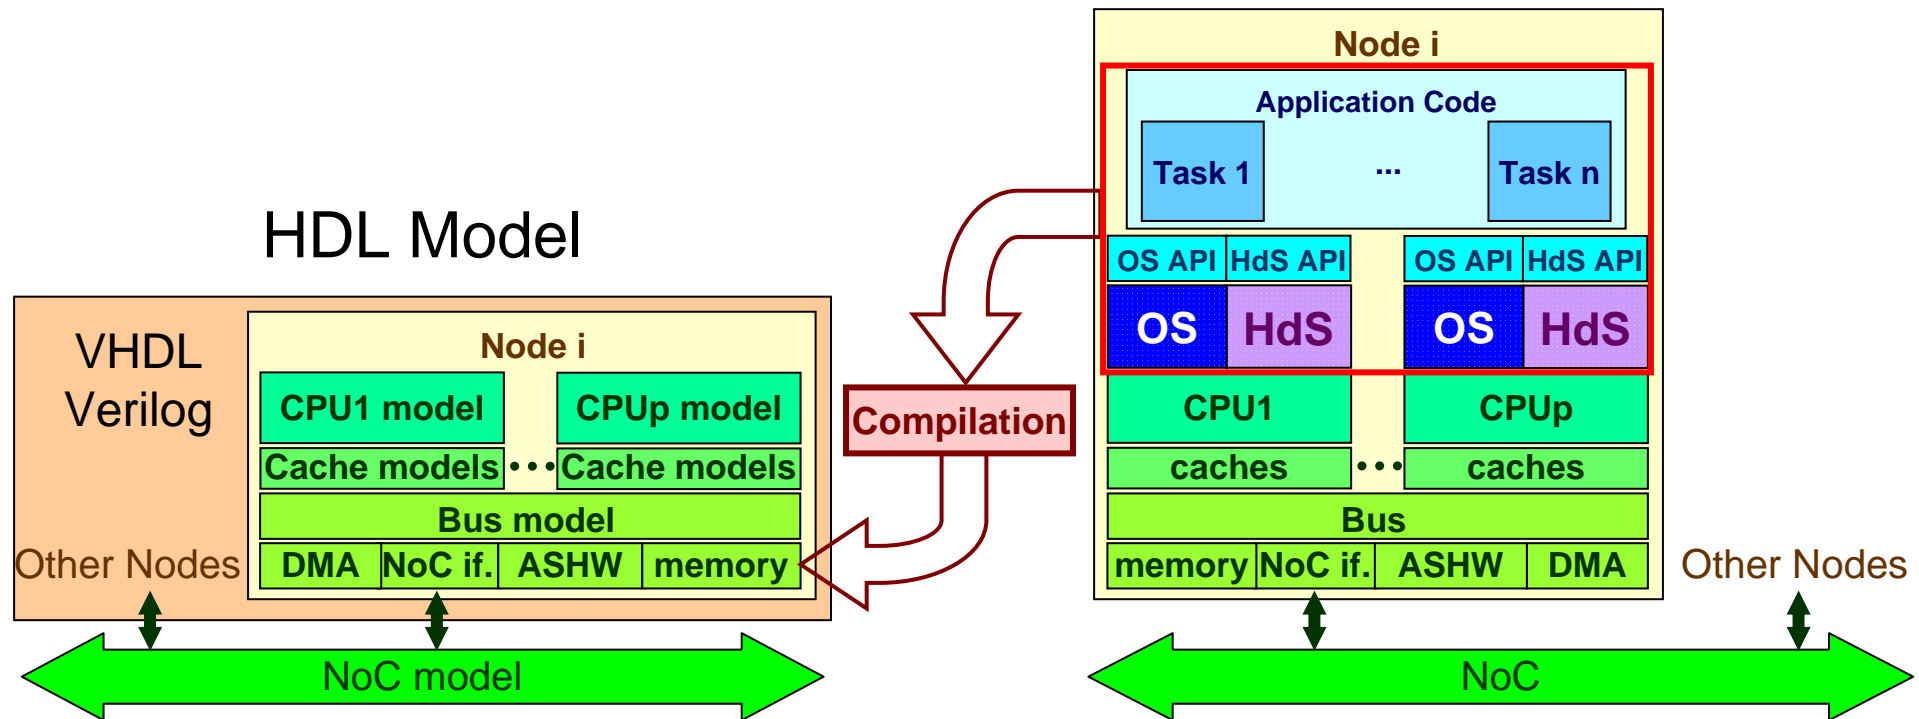 HDL Model
VHDL
Verilog
Node i
CPU1 model
CPUp model
Cache models
...
Cache models
Bus model
Other Nodes
DMA
NoC if.
ASHW
memory
NoC model
Compilation
Node i
Application Code
Task 1
...
Task n
OS API
HdS API
OS API
HdS API
OS
HdS
OS
HdS
CPU1
CPUp
caches
...
caches
Bus
memory
NoC if.
ASHW
DMA
Other Nodes
NoC